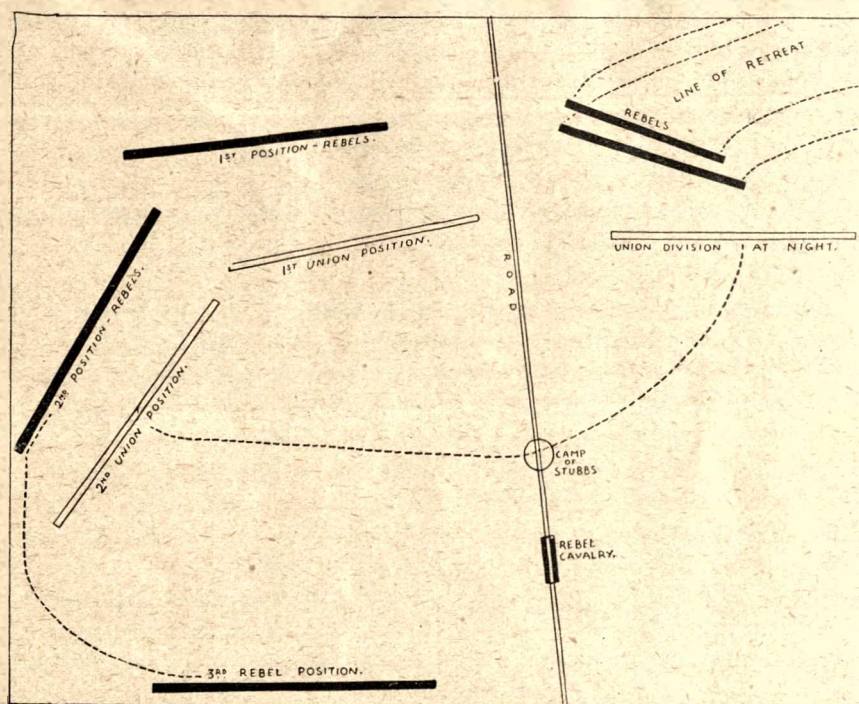 LINE OF RETREAT
REBELS
1ST POSITION - REBELS.
UNION DIVISION AT NIGHT.
1ST UNION POSITION.
ROAD
2ND POSITION - REBELS.
2ND UNION POSITION.
CAMP
OF
STUBBS
REBEL
CAVALRY.
3RD REBEL POSITION.